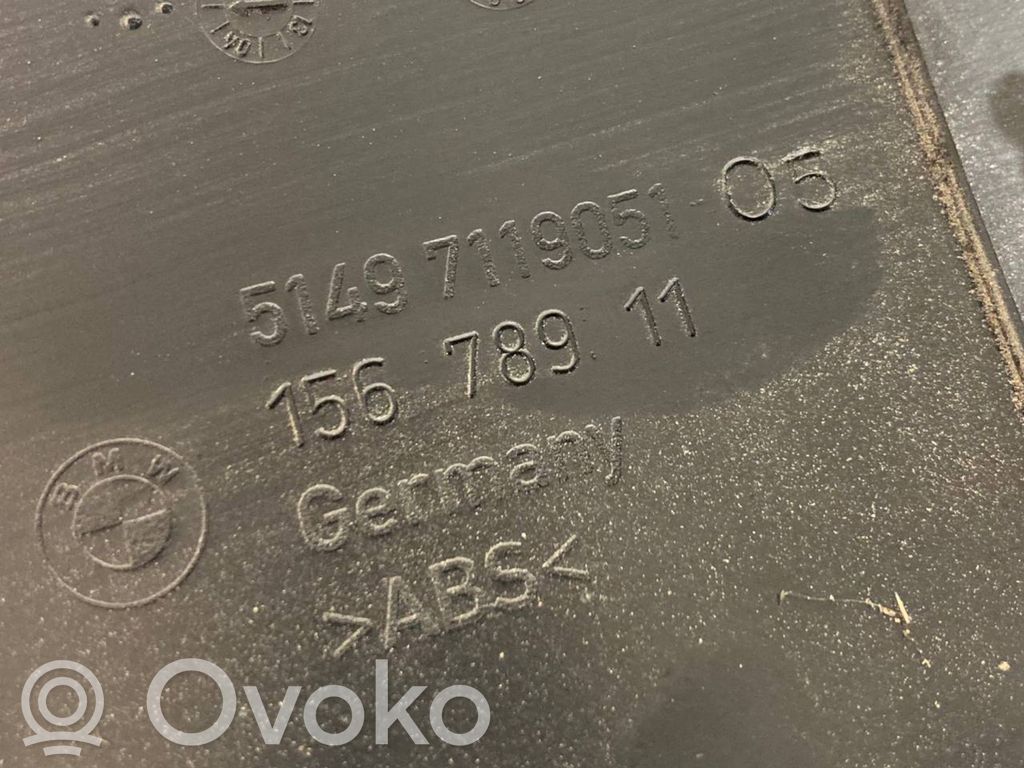 5149 7119051-05
156 789 11
Germany
>ABS<
BMW
Ovoko